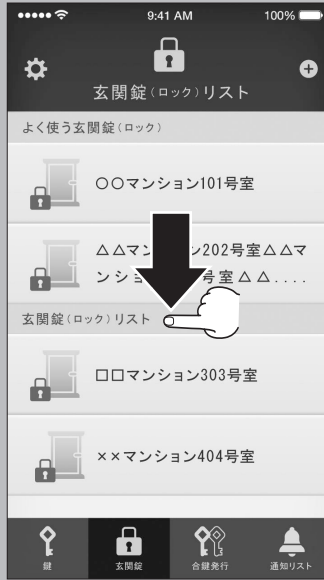 9:41 AM
100%
玄関錠(ロック)リスト
よく使う玄関錠(ロック)
〇〇マンション101号室
△△マン
ン202号室△△マ
ンショ
号室△△....
玄関錠(ロック)リスト
□□マンション303号室
××マンション404号室
鍵
玄関錠
合鍵発行
通知リスト